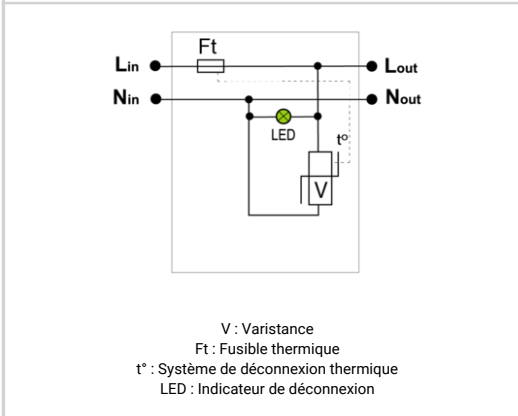 Ft
Lin
Lout
Nin
Nout
LED
t°
V
V : Varistance
Ft : Fusible thermique
t° : Système de déconnexion thermique
LED : Indicateur de déconnexion